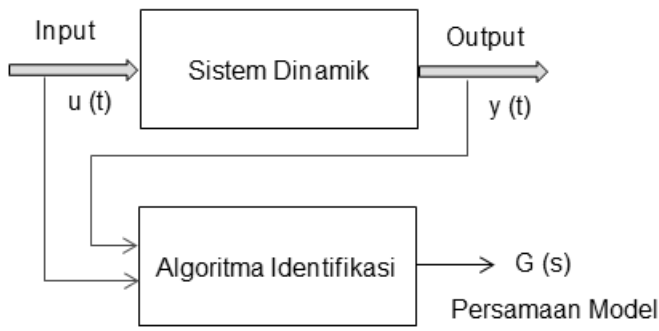 Input
Sistem Dinamik
Output
u (t)
y (t)
Algoritma Identifikasi
G (s)
Persamaan Model